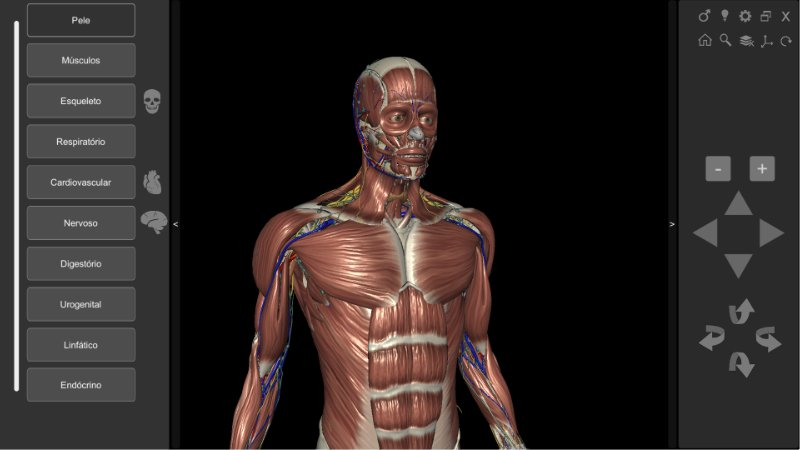 Pele
Músculos
Esqueleto
Respiratório
Cardiovascular
Nervoso
Digestório
Urogenital
Linfático
Endócrino
<
>
X
- +